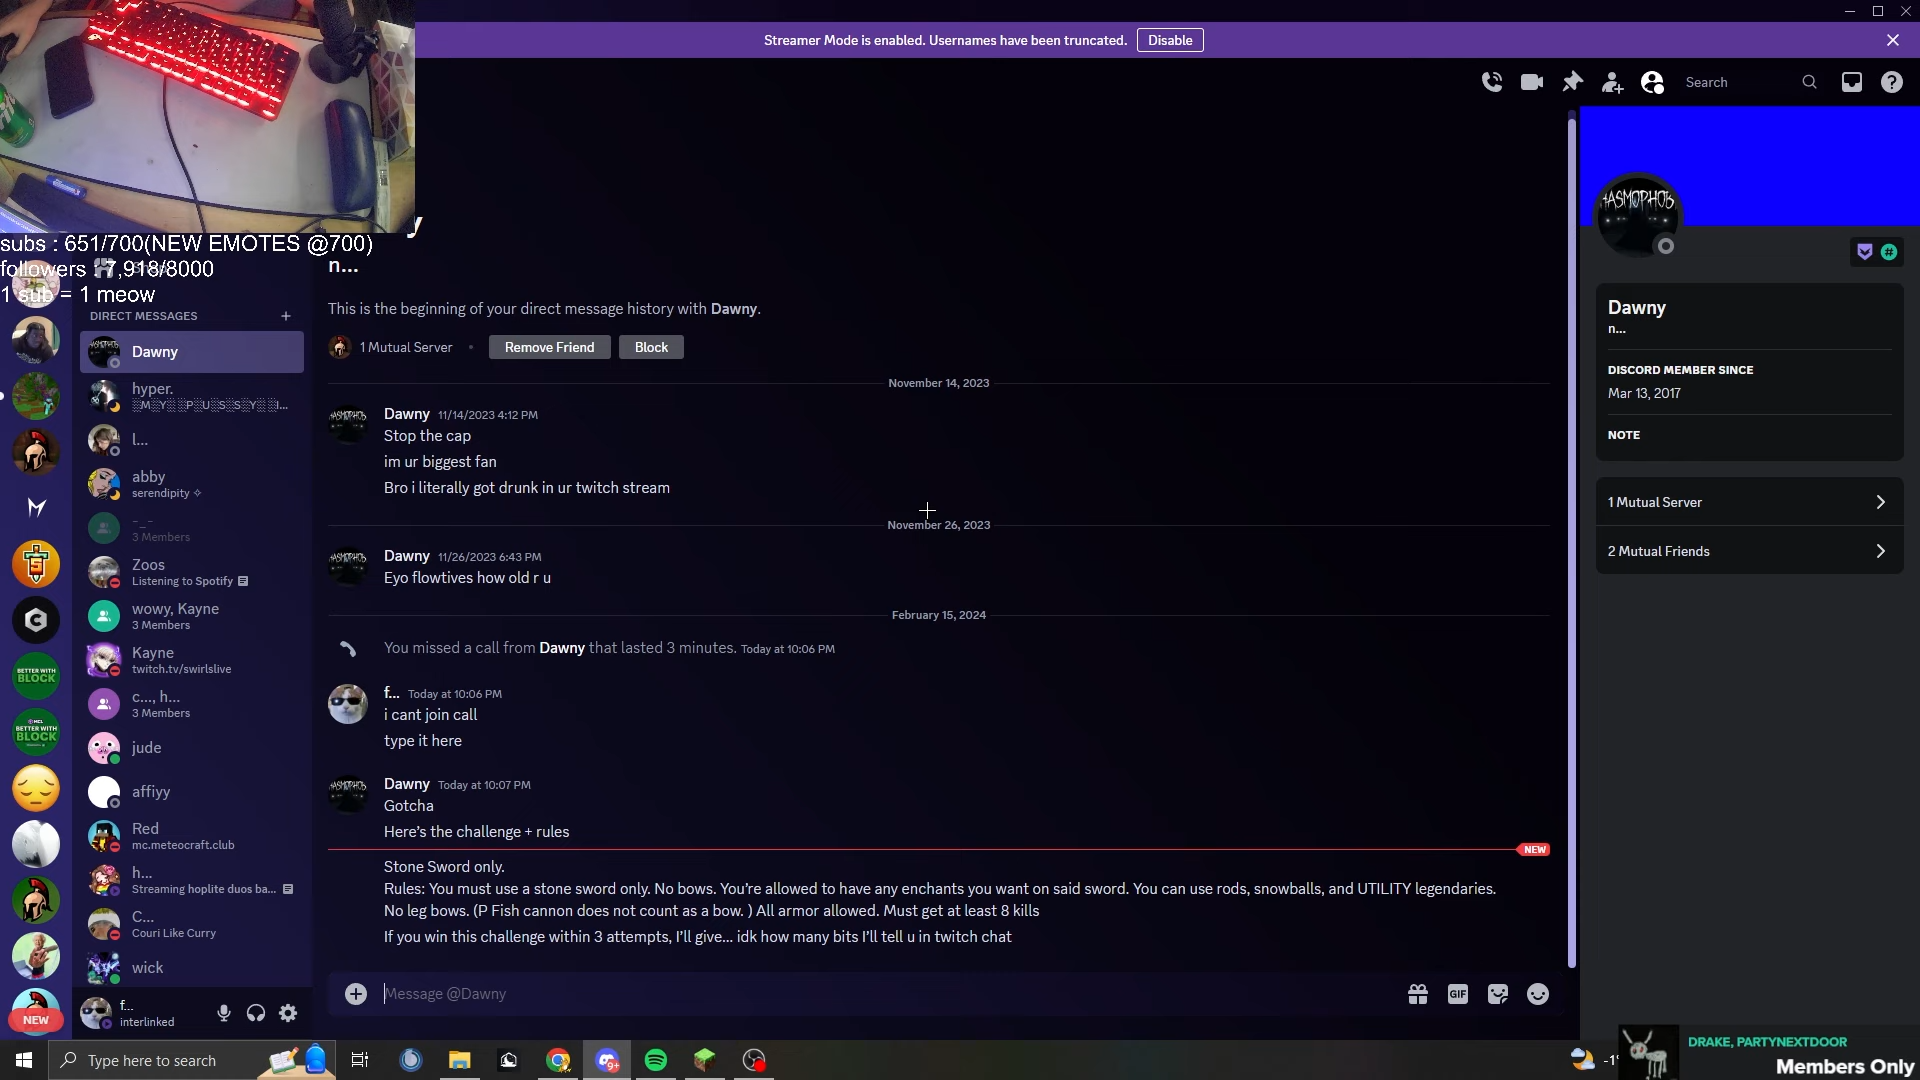 Streamer Mode is enabled. Usernames have been truncated.
Disable
Search
subs : 651/700(NEW EMOTES @700)
followers : 7,918/8000
1 sub = 1 meow
DIRECT MESSAGES
Dawny
hyper.
l...
abby
serendipity ✧
-_-
3 Members
Zoos
Listening to Spotify
wowy, Kayne
3 Members
Kayne
twitch.tv/swirlslive
c..., h...
3 Members
jude
affiyy
Red
mc.meteocraft.club
h...
Streaming hoplite duos ba...
C...
Couri Like Curry
wick
BETTER WITH
BLOCK
MCL
BETTER WITH
BLOCK
NEW
f...
interlinked
y
n...
This is the beginning of your direct message history with Dawny.
1 Mutual Server
Remove Friend
Block
November 14, 2023
Dawny 11/14/2023 4:12 PM
Stop the cap
im ur biggest fan
Bro i literally got drunk in ur twitch stream
November 26, 2023
Dawny 11/26/2023 6:43 PM
Eyo flowtives how old r u
February 15, 2024
You missed a call from Dawny that lasted 3 minutes. Today at 10:06 PM
f... Today at 10:06 PM
i cant join call
type it here
Dawny Today at 10:07 PM
Gotcha
Here's the challenge + rules
NEW
Stone Sword only.
Rules: You must use a stone sword only. No bows. You're allowed to have any enchants you want on said sword. You can use rods, snowballs, and UTILITY legendaries.
No leg bows. (P Fish cannon does not count as a bow. ) All armor allowed. Must get at least 8 kills
If you win this challenge within 3 attempts, I'll give... idk how many bits I'll tell u in twitch chat
Message @Dawny
GIF
Dawny
n...
DISCORD MEMBER SINCE
Mar 13, 2017
NOTE
1 Mutual Server
2 Mutual Friends
Type here to search
9+
DRAKE, PARTYNEXTDOOR
Members Only